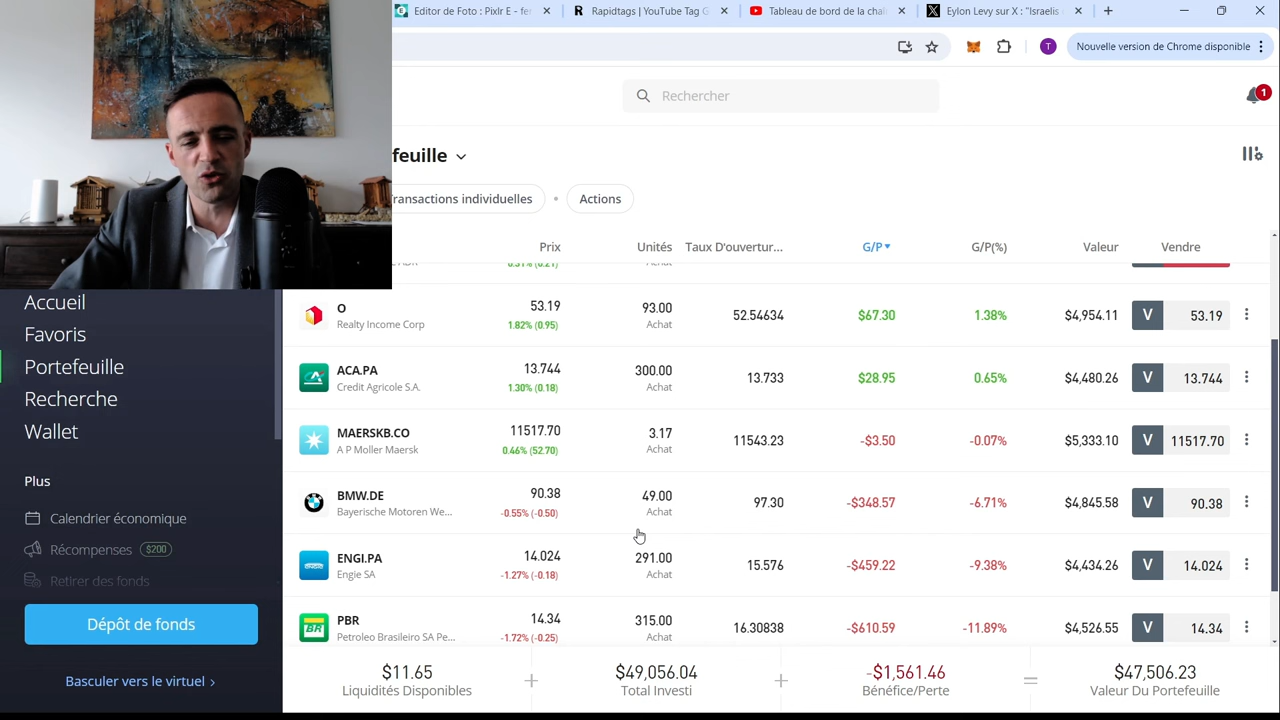 Editor de Foto : Pixlr E - fe
Rapidtags | YouTube Tag G
Tableau de bord de la chaî
Eylon Levy sur X : "Israelis
T
Nouvelle version de Chrome disponible
Rechercher
1
feuille
Transactions individuelles
Actions
Prix
Unités
Taux D'ouvertur...
G/P
G/P(%)
Valeur
Vendre
O
Realty Income Corp
53.19
1.82% (0.95)
93.00
Achat
52.54634
$67.30
1.38%
$4,954.11
V
53.19
ACA.PA
Credit Agricole S.A.
13.744
1.30% (0.18)
300.00
Achat
13.733
$28.95
0.65%
$4,480.26
V
13.744
MAERSKB.CO
A P Moller Maersk
11517.70
0.46% (52.70)
3.17
Achat
11543.23
-$3.50
-0.07%
$5,333.10
V
11517.70
BMW.DE
Bayerische Motoren We...
90.38
-0.55% (-0.50)
49.00
Achat
97.30
-$348.57
-6.71%
$4,845.58
V
90.38
ENGI.PA
Engie SA
14.024
-1.27% (-0.18)
291.00
Achat
15.576
-$459.22
-9.38%
$4,434.26
V
14.024
BR
PBR
Petroleo Brasileiro SA Pe...
14.34
-1.72% (-0.25)
315.00
Achat
16.30838
-$610.59
-11.89%
$4,526.55
V
14.34
Accueil
Favoris
Portefeuille
Recherche
Wallet
Plus
Calendrier économique
Récompenses $200
Retirer des fonds
Dépôt de fonds
Basculer vers le virtuel >
$11.65
Liquidités Disponibles
+
$49,056.04
Total Investi
+
-$1,561.46
Bénéfice/Perte
=
$47,506.23
Valeur Du Portefeuille